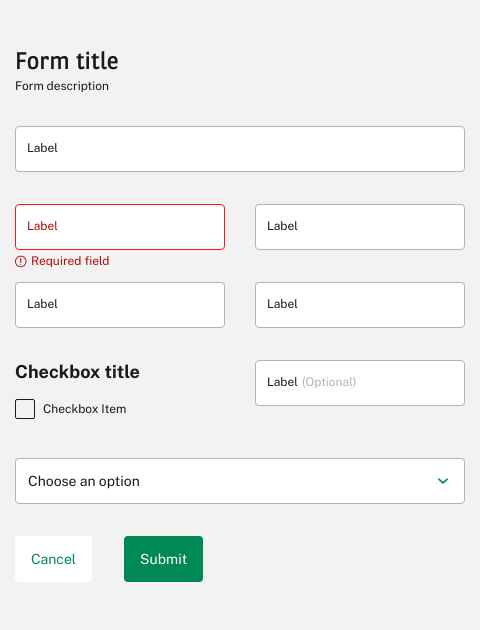 Form title
Form description
Label
Label
Label
Required field
Label
Label
Checkbox title
Label (Optional)
Checkbox Item
Choose an option
Cancel
Submit